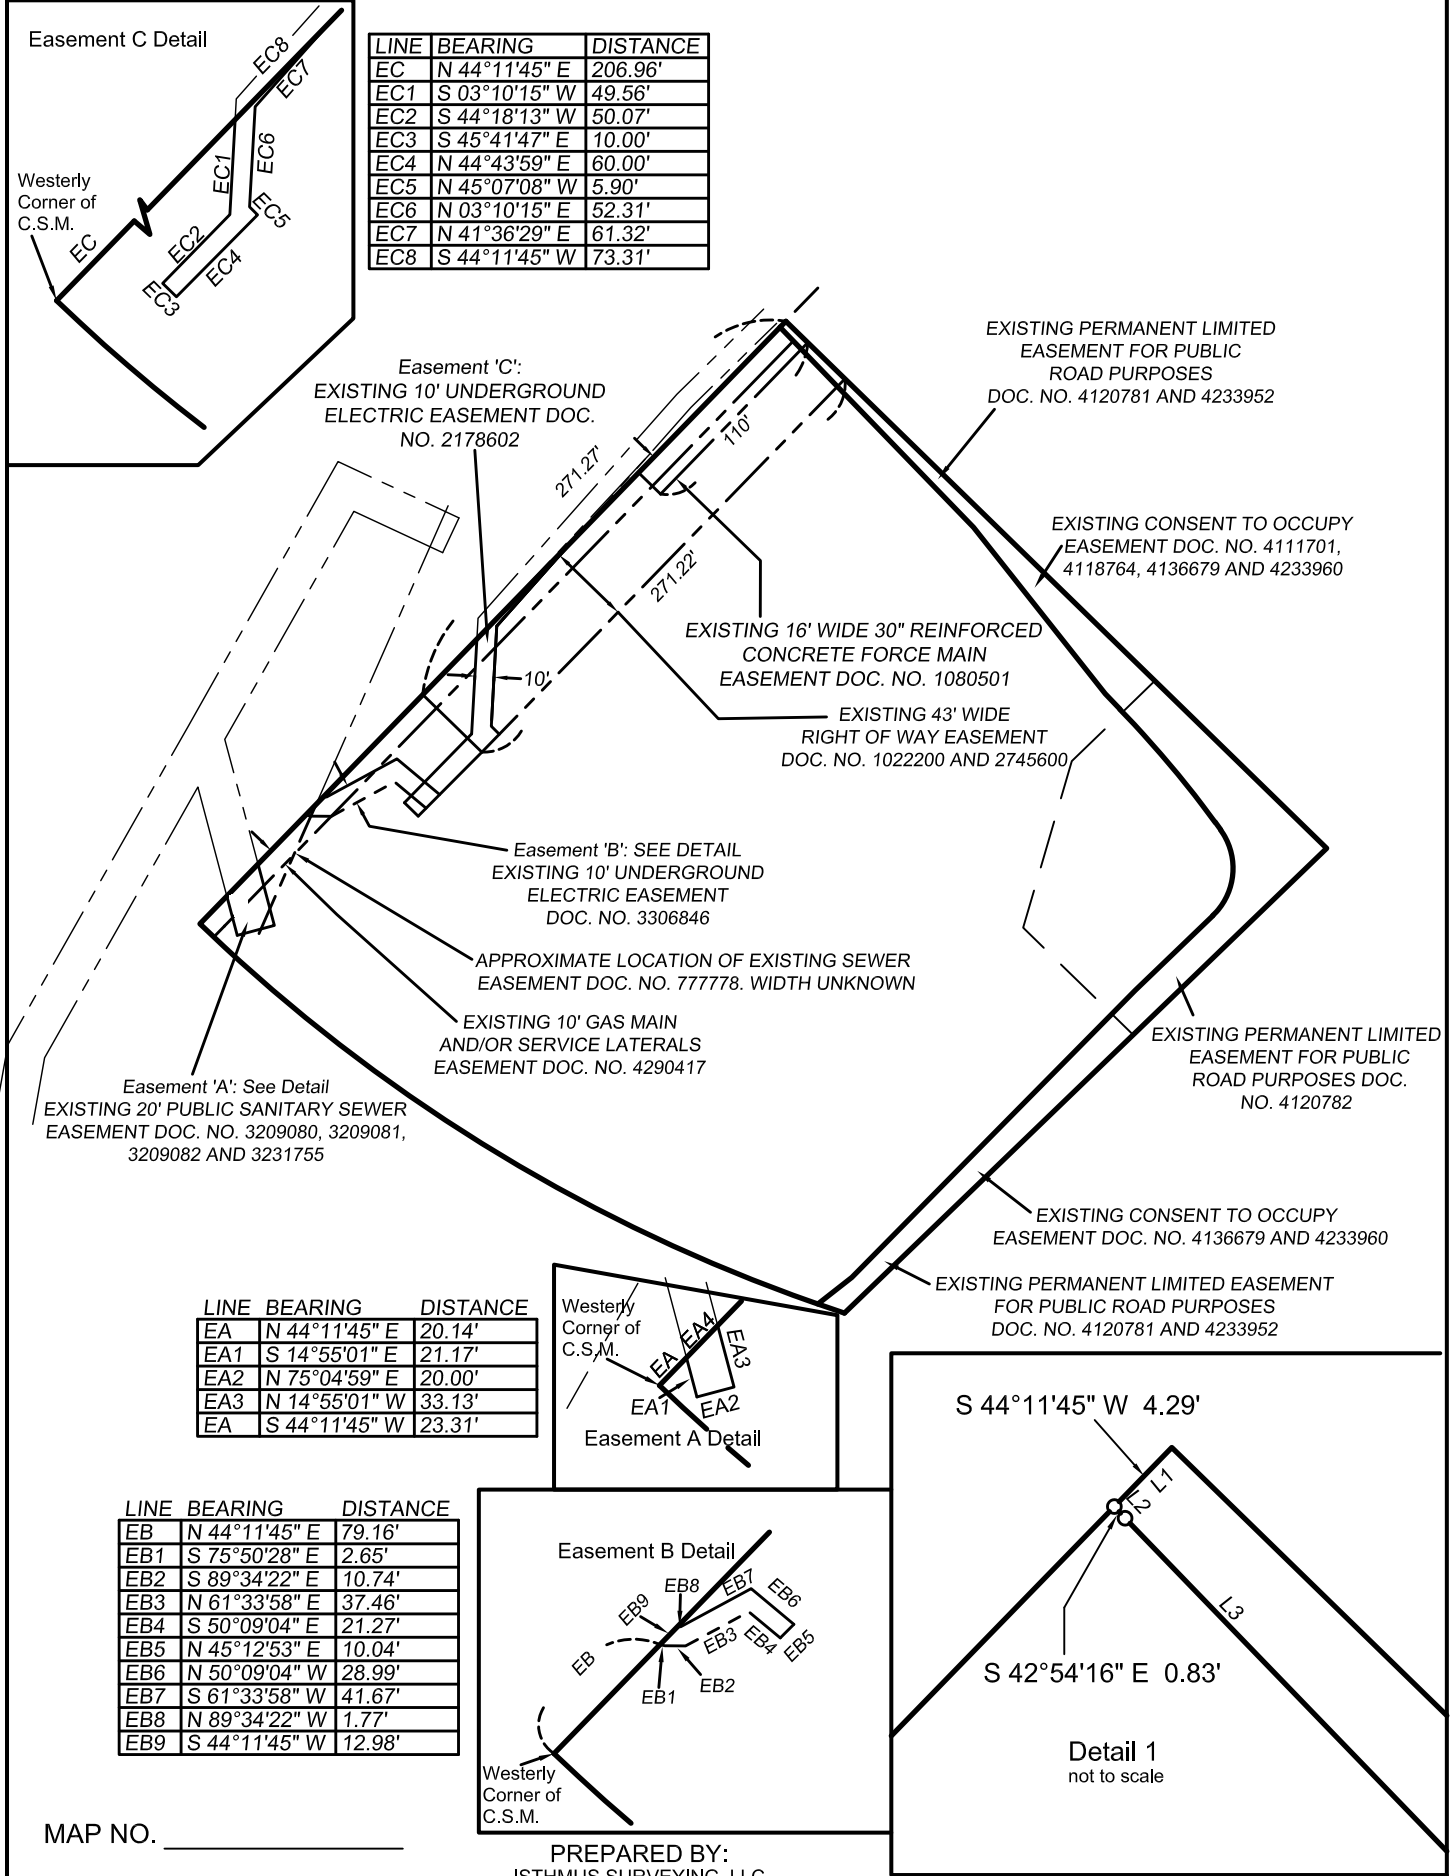 Easement C Detail
EC8
EC7
EC6
EC1
EC5
EC2
EC4
EC3
EC
Westerly
Corner of
C.S.M.
LINE BEARING DISTANCE
EC N 44°11'45" E 206.96'
EC1 S 03°10'15" W 49.56'
EC2 S 44°18'13" W 50.07'
EC3 S 45°41'47" E 10.00'
EC4 N 44°43'59" E 60.00'
EC5 N 45°07'08" W 5.90'
EC6 N 03°10'15" E 52.31'
EC7 N 41°36'29" E 61.32'
EC8 S 44°11'45" W 73.31'
Easement 'C':
EXISTING 10' UNDERGROUND
ELECTRIC EASEMENT DOC.
NO. 2178602
EXISTING PERMANENT LIMITED
EASEMENT FOR PUBLIC
ROAD PURPOSES
DOC. NO. 4120781 AND 4233952
271.27'
110'
271.22'
10'
EXISTING CONSENT TO OCCUPY
EASEMENT DOC. NO. 4111701,
4118764, 4136679 AND 4233960
EXISTING 16' WIDE 30" REINFORCED
CONCRETE FORCE MAIN
EASEMENT DOC. NO. 1080501
EXISTING 43' WIDE
RIGHT OF WAY EASEMENT
DOC. NO. 1022200 AND 2745600
Easement 'B': SEE DETAIL
EXISTING 10' UNDERGROUND
ELECTRIC EASEMENT
DOC. NO. 3306846
APPROXIMATE LOCATION OF EXISTING SEWER
EASEMENT DOC. NO. 777778. WIDTH UNKNOWN
EXISTING 10' GAS MAIN
AND/OR SERVICE LATERALS
EASEMENT DOC. NO. 4290417
Easement 'A': See Detail
EXISTING 20' PUBLIC SANITARY SEWER
EASEMENT DOC. NO. 3209080, 3209081,
3209082 AND 3231755
EXISTING PERMANENT LIMITED
EASEMENT FOR PUBLIC
ROAD PURPOSES DOC.
NO. 4120782
EXISTING CONSENT TO OCCUPY
EASEMENT DOC. NO. 4136679 AND 4233960
EXISTING PERMANENT LIMITED EASEMENT
FOR PUBLIC ROAD PURPOSES
DOC. NO. 4120781 AND 4233952
LINE BEARING DISTANCE
EA N 44°11'45" E 20.14'
EA1 S 14°55'01" E 21.17'
EA2 N 75°04'59" E 20.00'
EA3 N 14°55'01" W 33.13'
EA S 44°11'45" W 23.31'
Westerly
Corner of
C.S.M.
EA
EA4
EA3
EA1
EA2
Easement A Detail
LINE BEARING DISTANCE
EB N 44°11'45" E 79.16'
EB1 S 75°50'28" E 2.65'
EB2 S 89°34'22" E 10.74'
EB3 N 61°33'58" E 37.46'
EB4 S 50°09'04" E 21.27'
EB5 N 45°12'53" E 10.04'
EB6 N 50°09'04" W 28.99'
EB7 S 61°33'58" W 41.67'
EB8 N 89°34'22" W 1.77'
EB9 S 44°11'45" W 12.98'
Easement B Detail
EB8
EB7
EB6
EB9
EB3
EB4
EB5
EB
EB1
EB2
Westerly
Corner of
C.S.M.
S 44°11'45" W 4.29'
L1
L2
L3
S 42°54'16" E 0.83'
Detail 1
not to scale
MAP NO.
PREPARED BY:
ISTHMUS SURVEYING, LLC